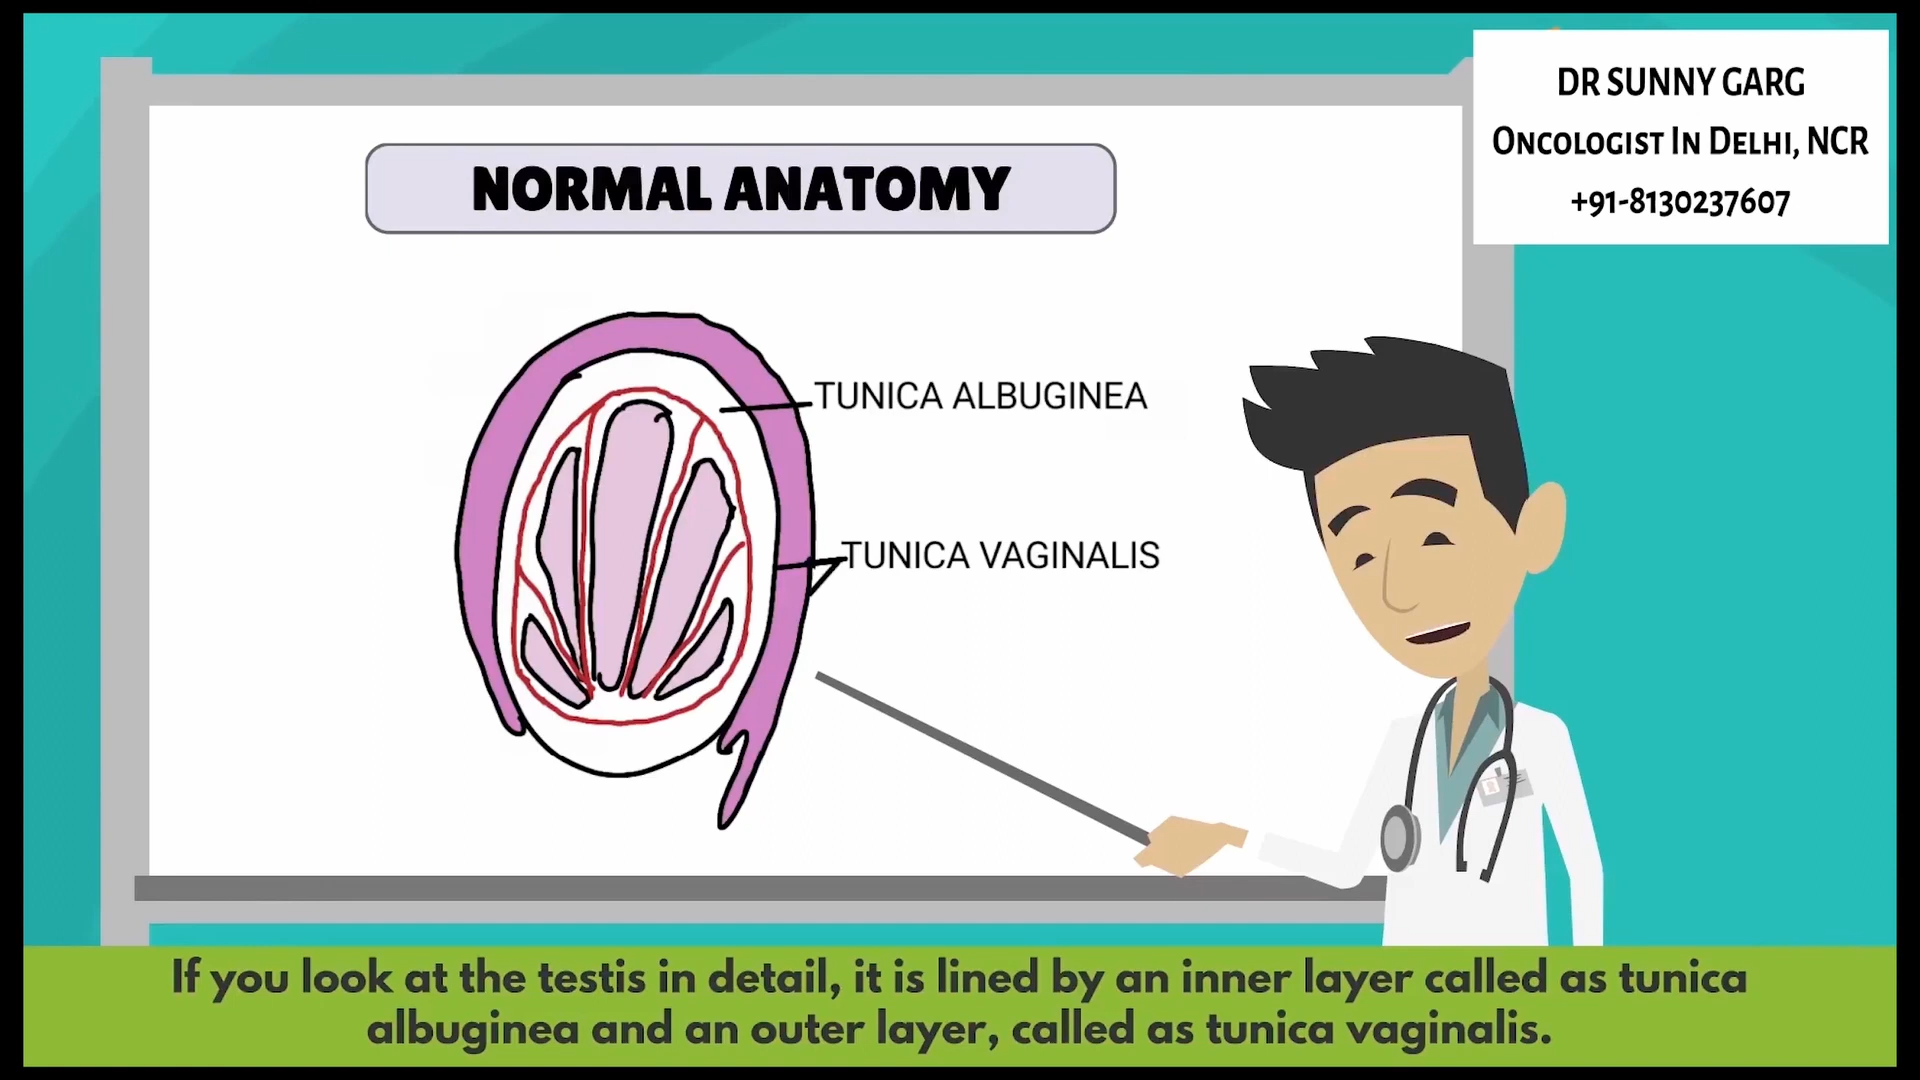 DR SUNNY GARG
ONCOLOGIST IN DELHI, NCR
+91-8130237607
NORMAL ANATOMY
TUNICA ALBUGINEA
TUNICA VAGINALIS
If you look at the testis in detail, it is lined by an inner layer called as tunica
albuginea and an outer layer, called as tunica vaginalis.